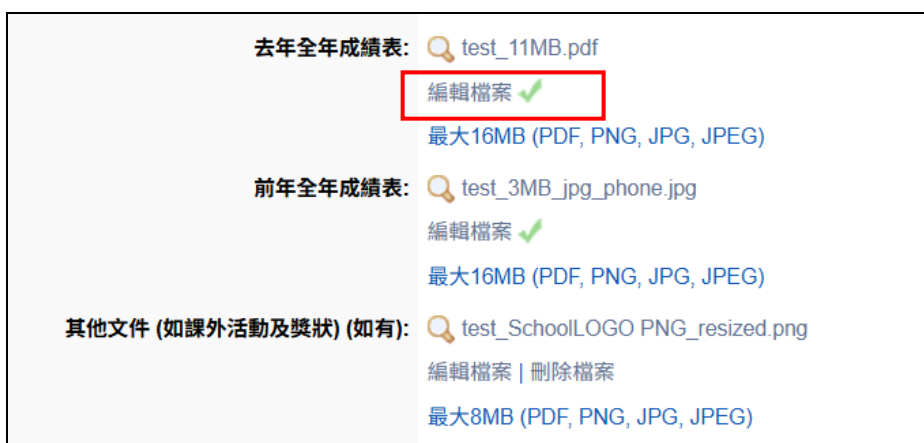 去年全年成績表: test_11MB.pdf
編輯檔案
最大16MB (PDF, PNG, JPG, JPEG)
前年全年成績表: test_3MB_jpg_phone.jpg
編輯檔案
最大16MB (PDF, PNG, JPG, JPEG)
其他文件 (如課外活動及獎狀) (如有): test_SchoolLOGO PNG_resized.png
編輯檔案 | 刪除檔案
最大8MB (PDF, PNG, JPG, JPEG)